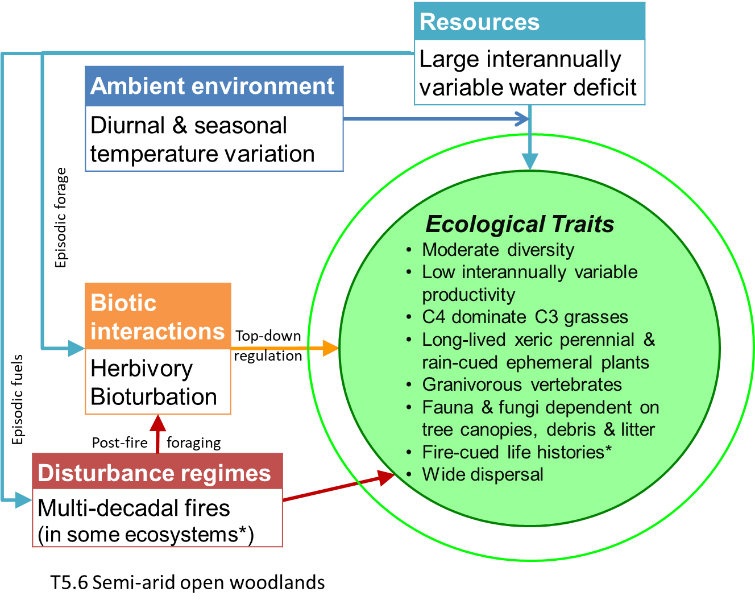 Resources
Large interannually
variable water deficit
Ambient environment
Diurnal & seasonal
temperature variation
Episodic forage
Episodic fuels
Biotic
interactions
Herbivory
Bioturbation
Top-down
regulation
Post-fire foraging
Disturbance regimes
Multi-decadal fires
(in some ecosystems*)
Ecological Traits
• Moderate diversity
• Low interannually variable
productivity
• C4 dominate C3 grasses
• Long-lived xeric perennial &
rain-cued ephemeral plants
• Granivorous vertebrates
• Fauna & fungi dependent on
tree canopies, debris & litter
• Fire-cued life histories*
• Wide dispersal
T5.6 Semi-arid open woodlands